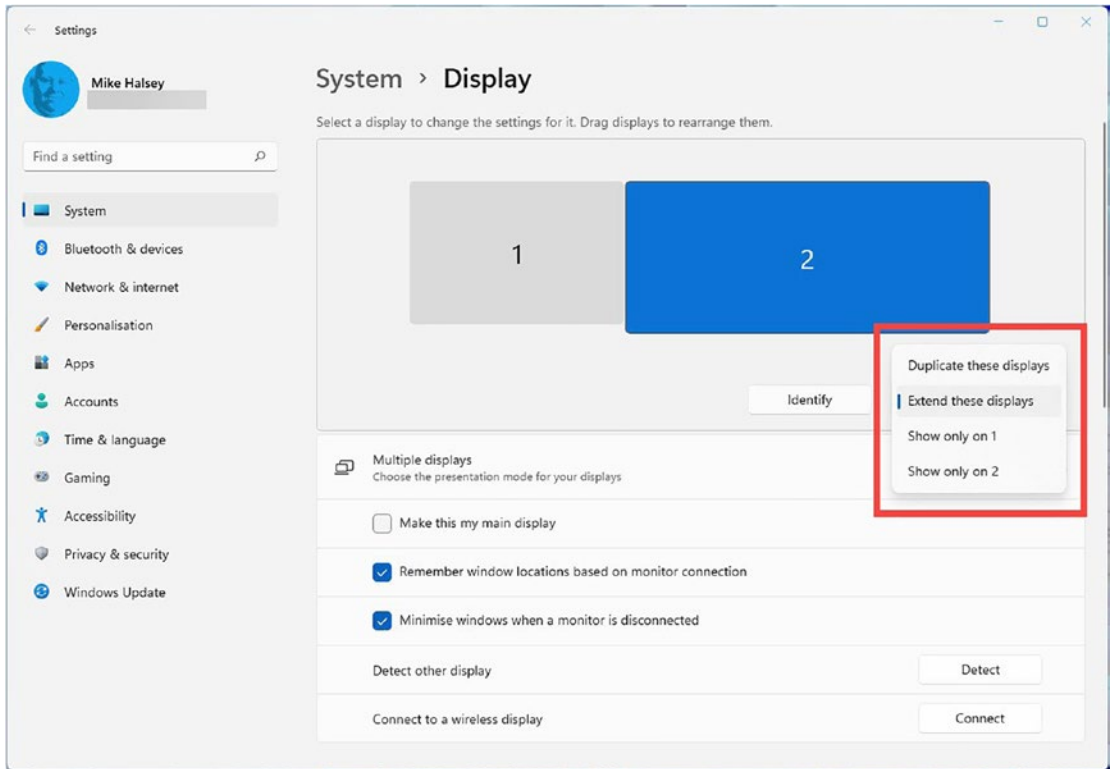 Settings
Mike Halsey
Find a setting
System
Bluetooth & devices
Network & internet
Personalisation
Apps
Accounts
Time & language
Gaming
Accessibility
Privacy & security
Windows Update
System › Display
Select a display to change the settings for it. Drag displays to rearrange them.
1
2
Identify
Duplicate these displays
Extend these displays
Show only on 1
Show only on 2
Multiple displays
Choose the presentation mode for your displays
Make this my main display
Remember window locations based on monitor connection
Minimise windows when a monitor is disconnected
Detect other display
Detect
Connect to a wireless display
Connect